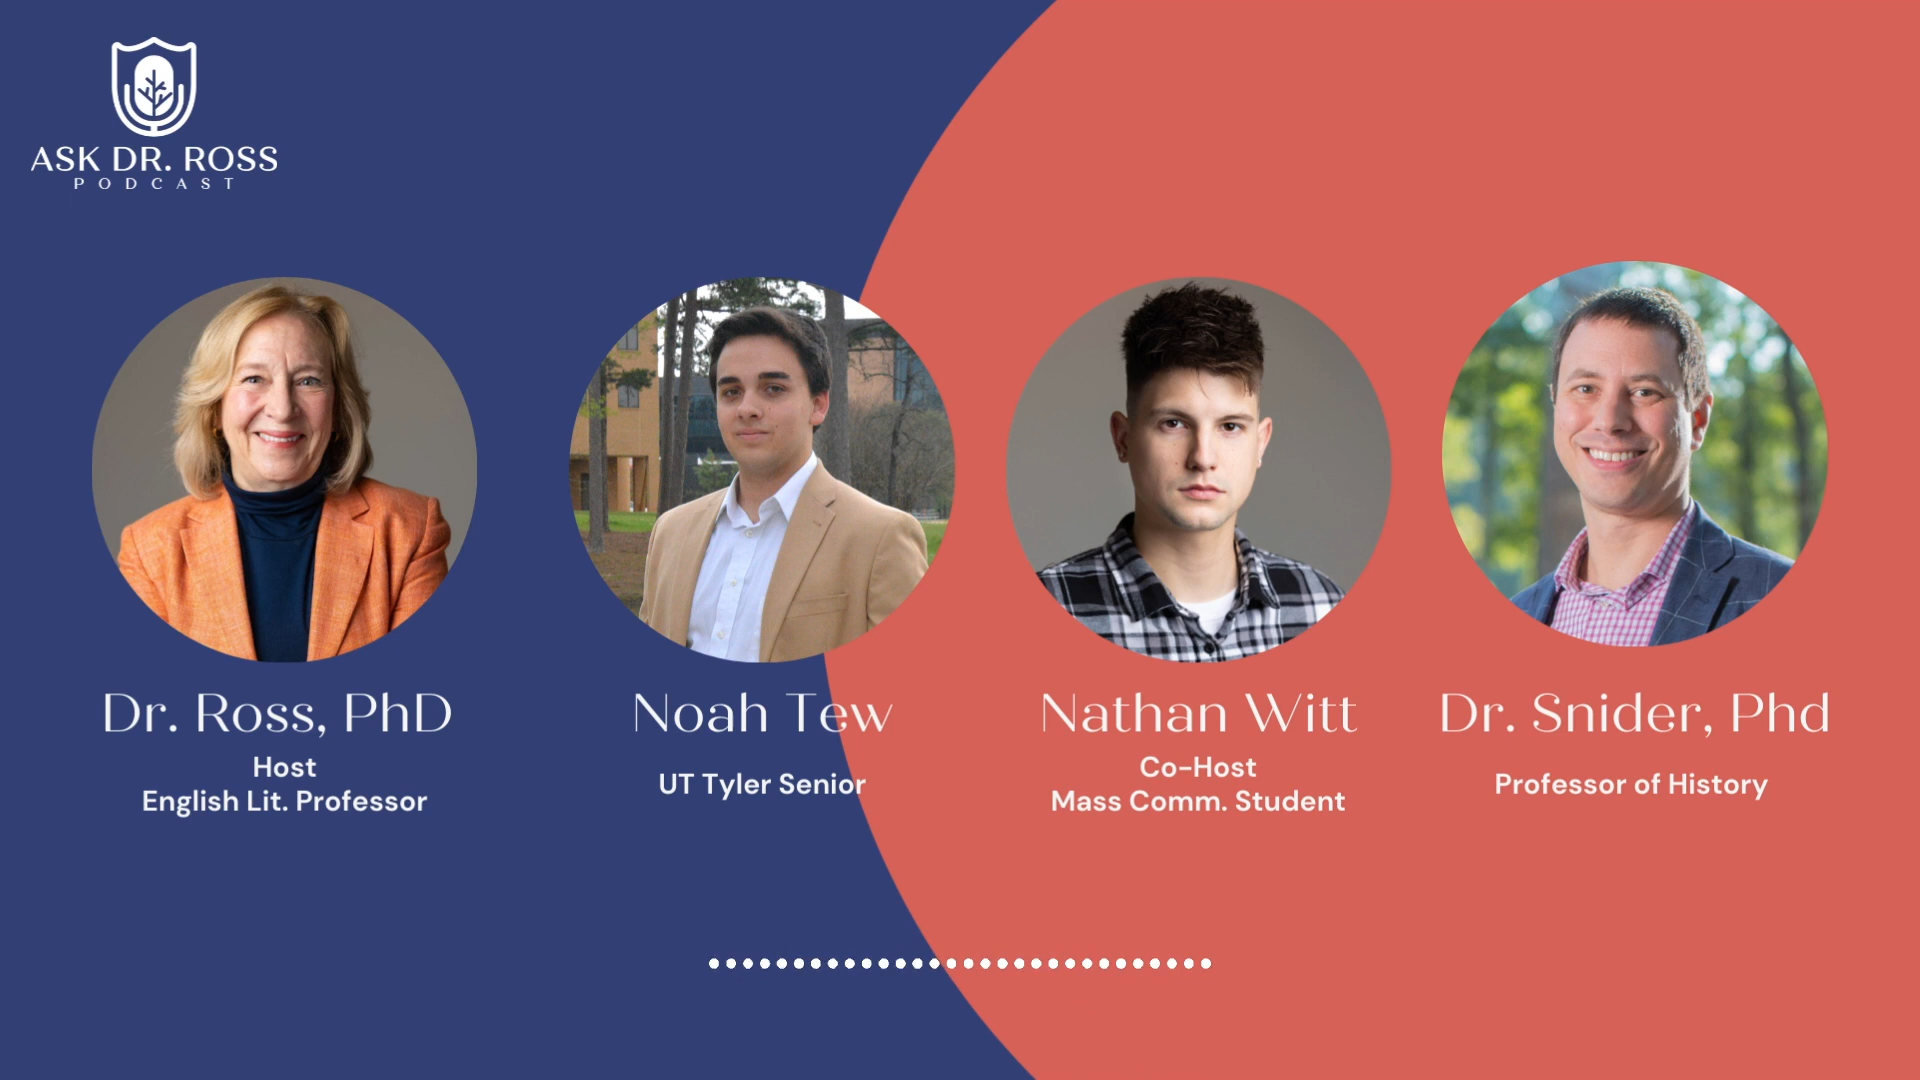 ASK DR. ROSS
PODCAST
Dr. Ross, PhD
Host
English Lit. Professor
Noah Tew
UT Tyler Senior
Nathan Witt
Co-Host
Mass Comm. Student
Dr. Snider, Phd
Professor of History